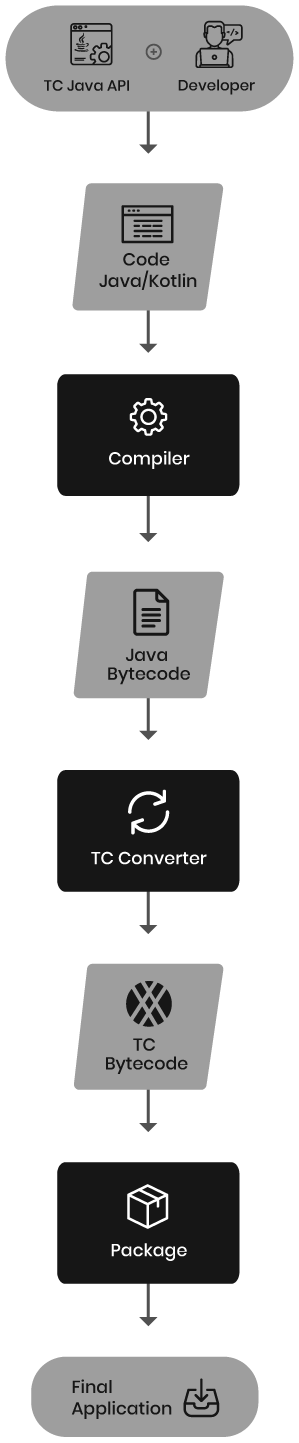 TC Java API
Developer
Code
Java/Kotlin
Compiler
Java
Bytecode
TC Converter
TC
Bytecode
Package
Final
Application